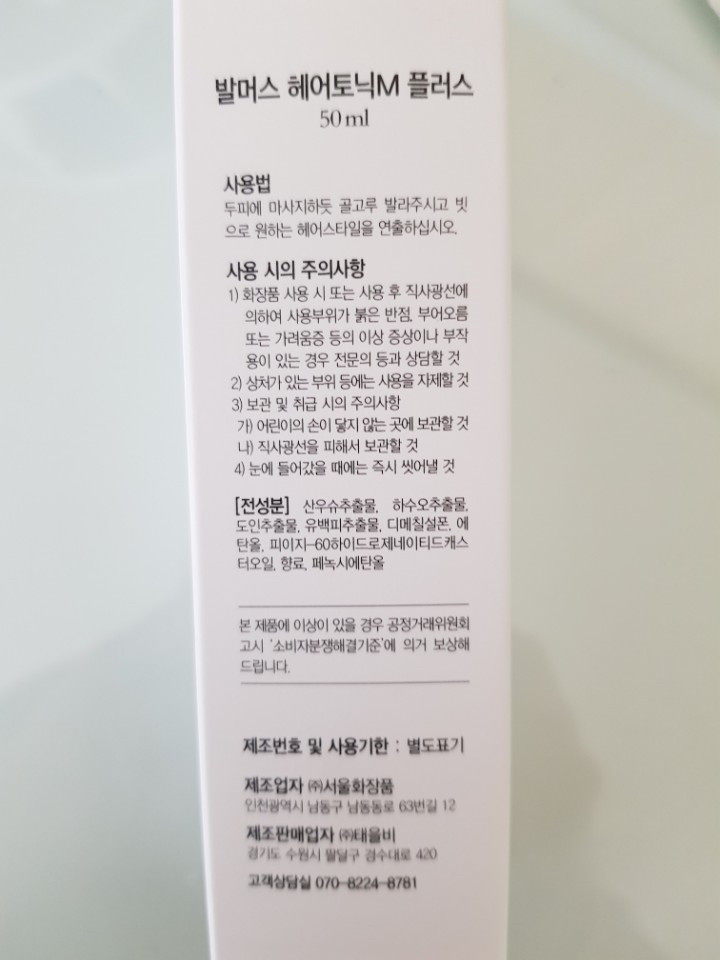 발머스 헤어토닉M 플러스
50ml
사용법
두피에 마사지하듯 골고루 발라주시고 빗
으로 원하는 헤어스타일을 연출하십시오.
사용 시의 주의사항
1) 화장품 사용 시 또는 사용 후 직사광선에
의하여 사용부위가 붉은 반점, 부어오름
또는 가려움증 등의 이상 증상이나 부작
용이 있는 경우 전문의 등과 상담할 것
2) 상처가 있는 부위 등에는 사용을 자제할 것
3) 보관 및 취급 시의 주의사항
가) 어린이의 손이 닿지 않는 곳에 보관할 것
나) 직사광선을 피해서 보관할 것
4) 눈에 들어갔을 때에는 즉시 씻어낼 것
[전성분] 산우슈추출물, 하수오추출물,
도인추출물, 유백피추출물, 디메칠설폰, 에
탄올, 피이지-60하이드로제네이티드캐스
터오일, 향료, 페녹시에탄올
본 제품에 이상이 있을 경우 공정거래위원회
고시 '소비자분쟁해결기준'에 의거 보상해
드립니다.
제조번호 및 사용기한 : 별도표기
제조업자 ㈜서울화장품
인천광역시 남동구 남동동로 63번길 12
제조판매업자 ㈜태을비
경기도 수원시 팔달구 경수대로 420
고객상담실 070-8224-8781